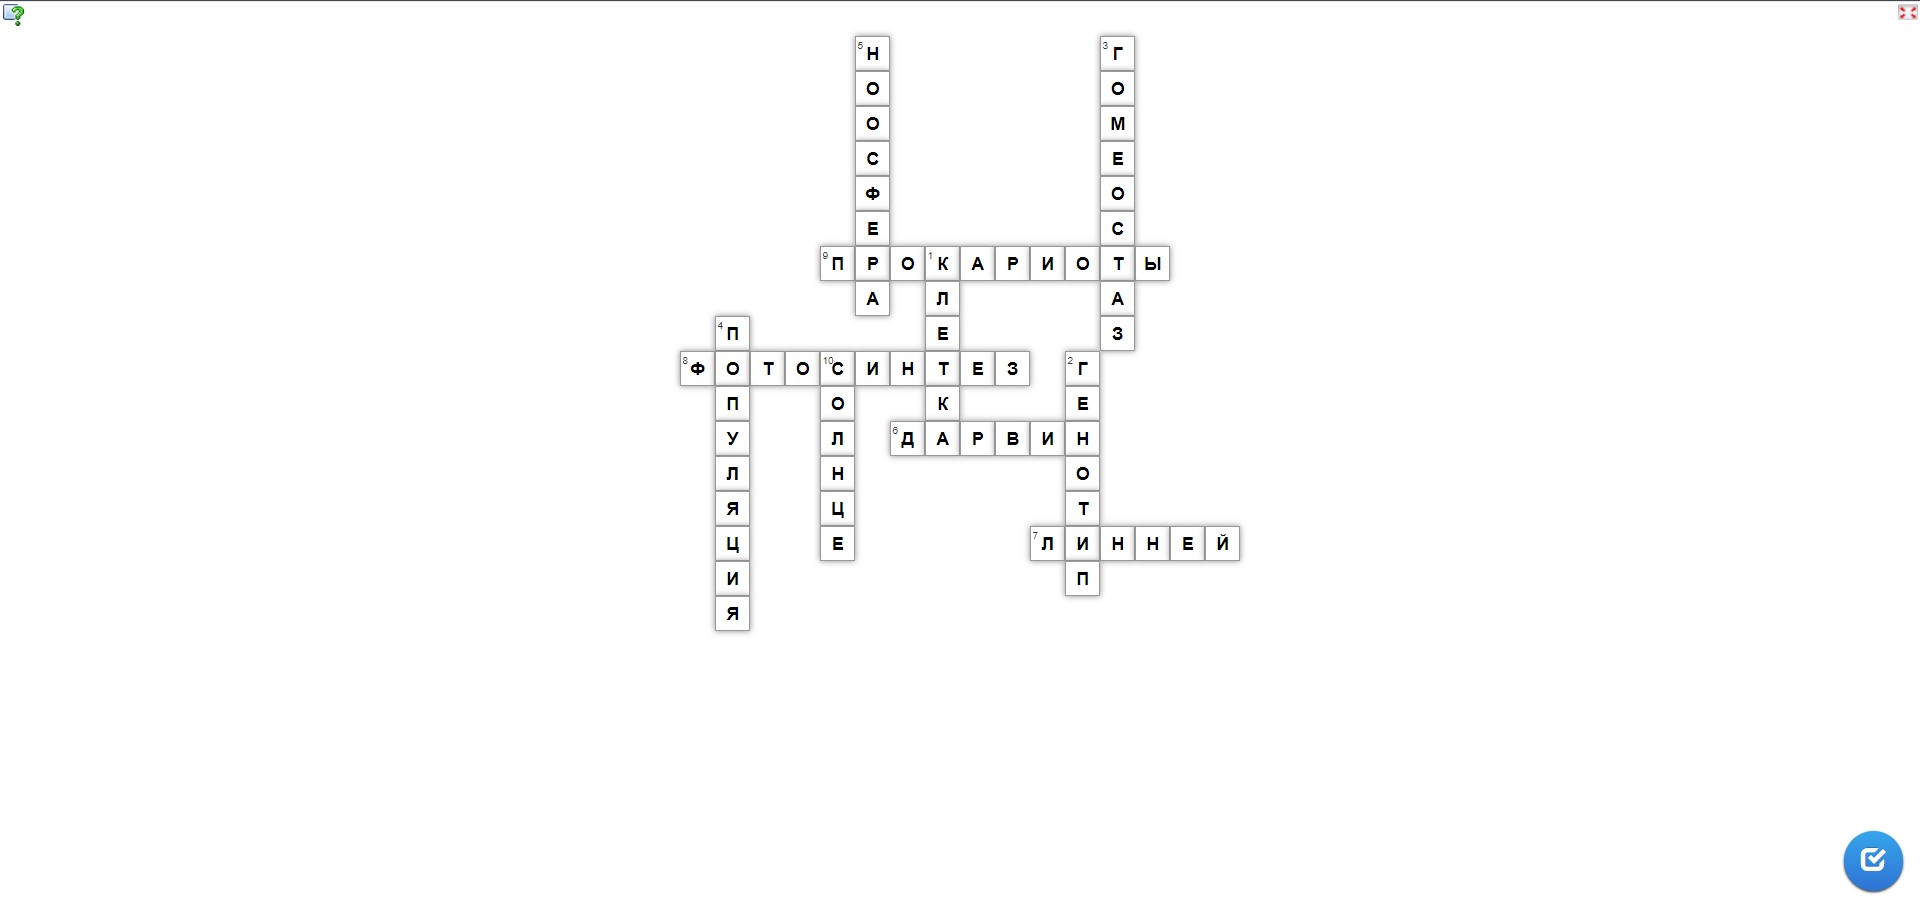 5 Н 3 Г
О О
О М
С Е
Ф О
Е С
9 П Р О 1 К А Р И О Т Ы
А Л А
4 П Е З
8 Ф О Т О 10 С И Н Т Е З 2 Г
П О К Е
У Л 6 Д А Р В И Н
Л Н О
Я Ц Т
Ц Е 7 Л И Н Н Е Й
И П
Я